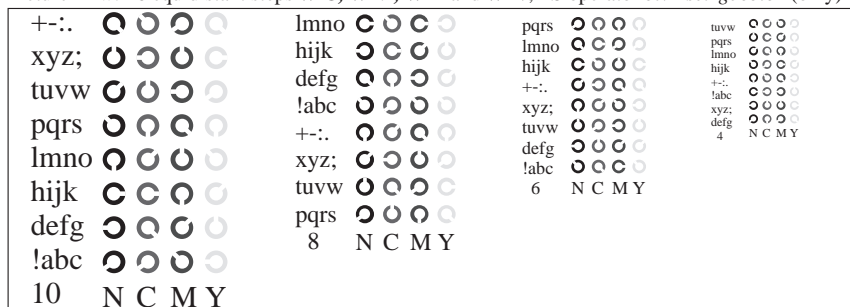 +-:.
xyz;
tuvw
pqrs
lmno
hijk
defg
!abc
10 N C M Y
lmno
hijk
defg
!abc
+-:.
xyz;
tuvw
pqrs
8 N C M Y
pqrs
lmno
hijk
+-:.
xyz;
tuvw
defg
!abc
6 N C M Y
tuvw
pqrs
lmno
hijk
+-:.
!abc
xyz;
defg
4 N C M Y